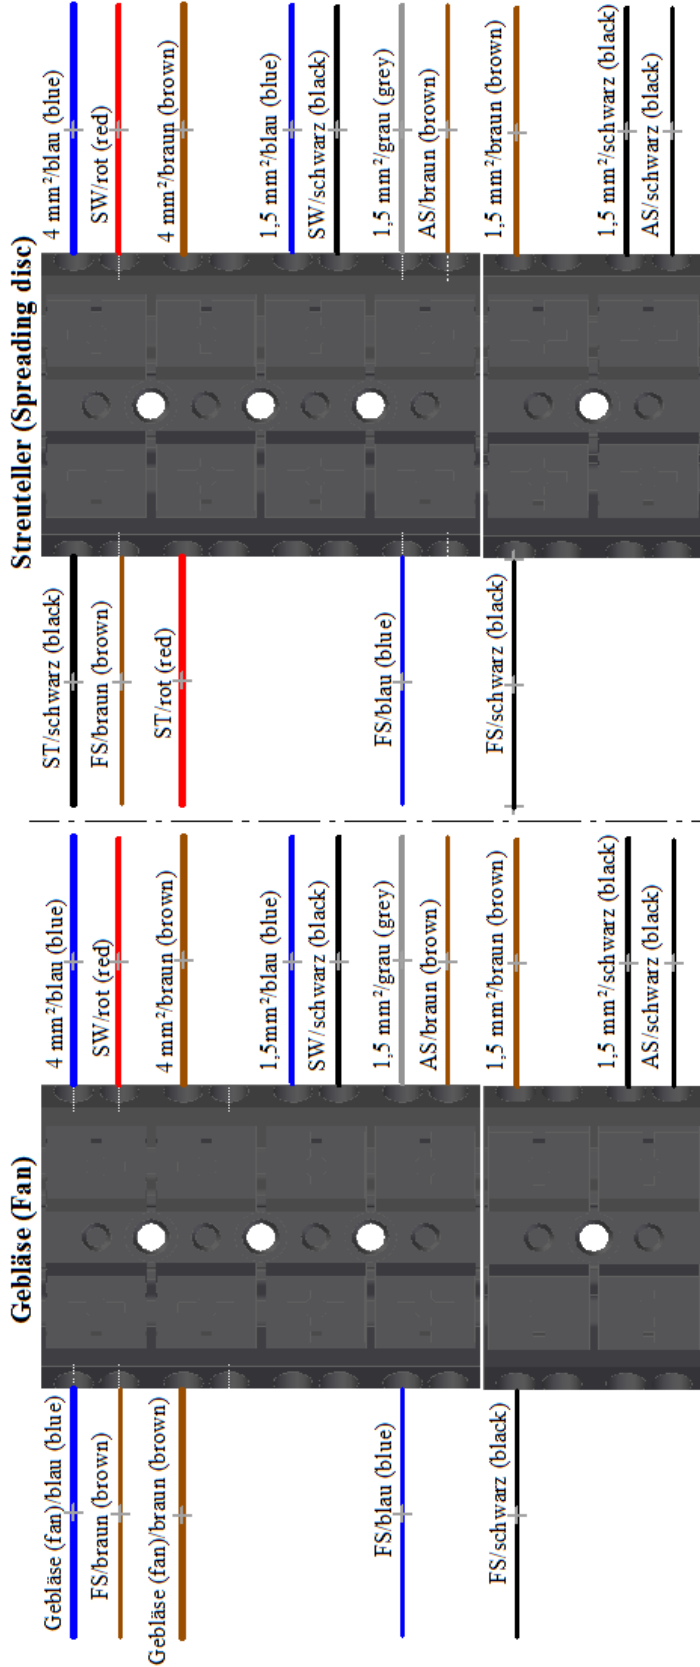 Gebläse (Fan)
Gebläse (fan)/blau (blue)
FS/braun (brown)
Gebläse (fan)/braun (brown)
FS/blau (blue)
FS/schwarz (black)
4 mm²/blau (blue)
SW/rot (red)
4 mm²/braun (brown)
1,5mm²/blau (blue)
SW/schwarz (black)
1,5 mm²/grau (grey)
AS/braun (brown)
1,5 mm²/braun (brown)
1,5 mm²/schwarz (black)
AS/schwarz (black)
Streuteller (Spreading disc)
ST/schwarz (black)
FS/braun (brown)
ST/rot (red)
FS/blau (blue)
FS/schwarz (black)
4 mm²/blau (blue)
SW/rot (red)
4 mm²/braun (brown)
1,5 mm²/blau (blue)
SW/schwarz (black)
1,5 mm²/grau (grey)
AS/braun (brown)
1,5 mm²/braun (brown)
1,5 mm²/schwarz (black)
AS/schwarz (black)